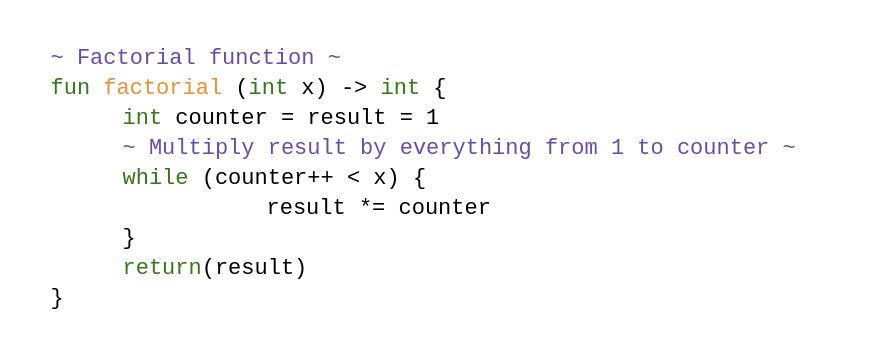 ~ Factorial function ~
fun factorial (int x) -> int {
int counter = result = 1
~ Multiply result by everything from 1 to counter ~
while (counter++ < x) {
result *= counter
}
return(result)
}